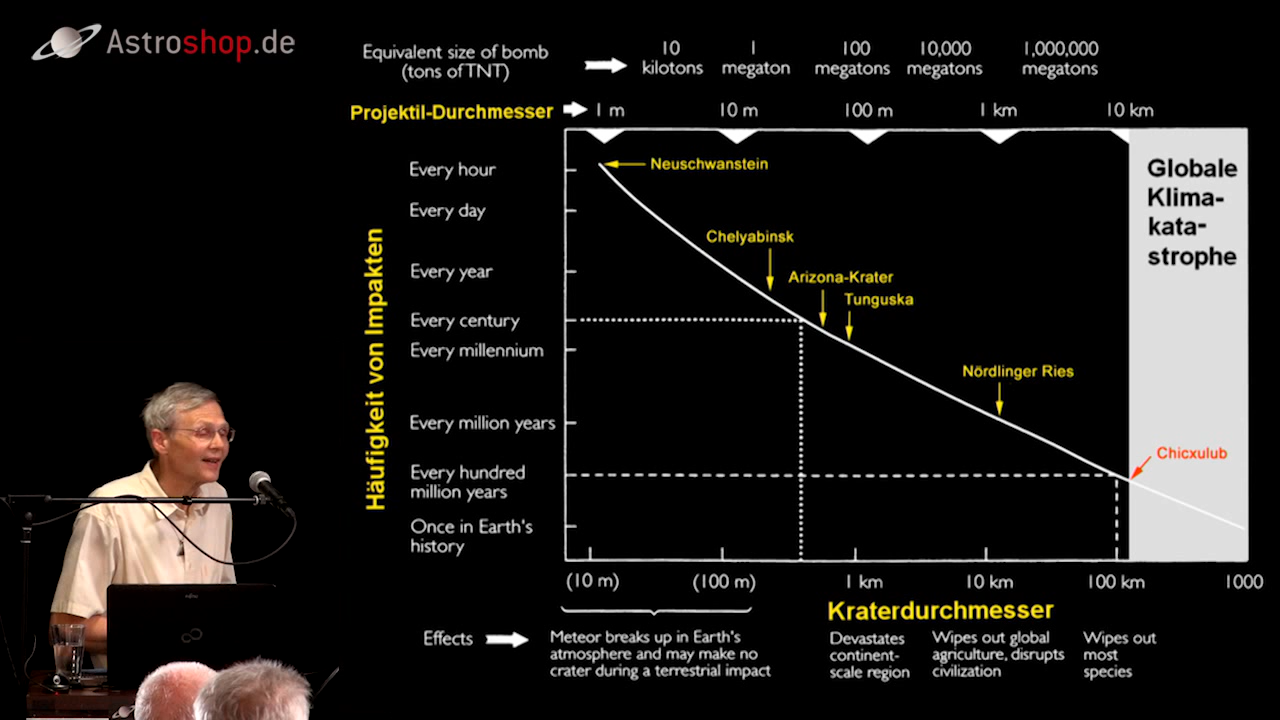 Astroshop.de
Equivalent size of bomb
(tons of TNT)
10
kilotons
1
megaton
100
megatons
10,000
megatons
1,000,000
megatons
Projektil-Durchmesser
1 m
10 m
100 m
1 km
10 km
Globale
Klima-
kata-
strophe
Häufigkeit von Impakten
Every hour
Every day
Every year
Every century
Every millennium
Every million years
Every hundred
million years
Once in Earth's
history
Neuschwanstein
Chelyabinsk
Arizona-Krater
Tunguska
Nördlinger Ries
Chicxulub
(10 m)
(100 m)
1 km
10 km
100 km
1000
Kraterdurchmesser
Effects
Meteor breaks up in Earth's
atmosphere and may make no
crater during a terrestrial impact
Devastates
continent-
scale region
Wipes out global
agriculture, disrupts
civilization
Wipes out
most
species
FUJITSU